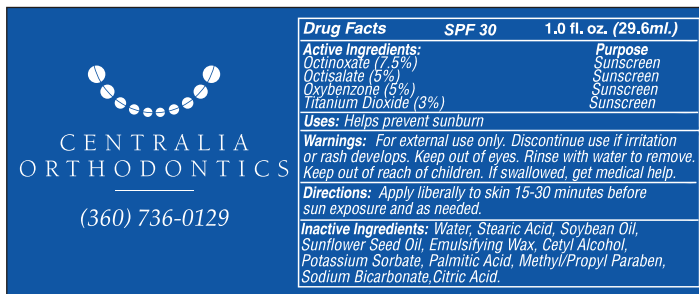 CENTRALIA
ORTHODONTICS
(360) 736-0129
Drug Facts SPF 30 1.0 fl. oz. (29.6ml.)
Active Ingredients: Purpose
Octinoxate (7.5%) Sunscreen
Octisalate (5%) Sunscreen
Oxybenzone (5%) Sunscreen
Titanium Dioxide (3%) Sunscreen
Uses: Helps prevent sunburn
Warnings: For external use only. Discontinue use if irritation
or rash develops. Keep out of eyes. Rinse with water to remove.
Keep out of reach of children. If swallowed, get medical help.
Directions: Apply liberally to skin 15-30 minutes before
sun exposure and as needed.
Inactive Ingredients: Water, Stearic Acid, Soybean Oil,
Sunflower Seed Oil, Emulsifying Wax, Cetyl Alcohol,
Potassium Sorbate, Palmitic Acid, Methyl/Propyl Paraben,
Sodium Bicarbonate,Citric Acid.